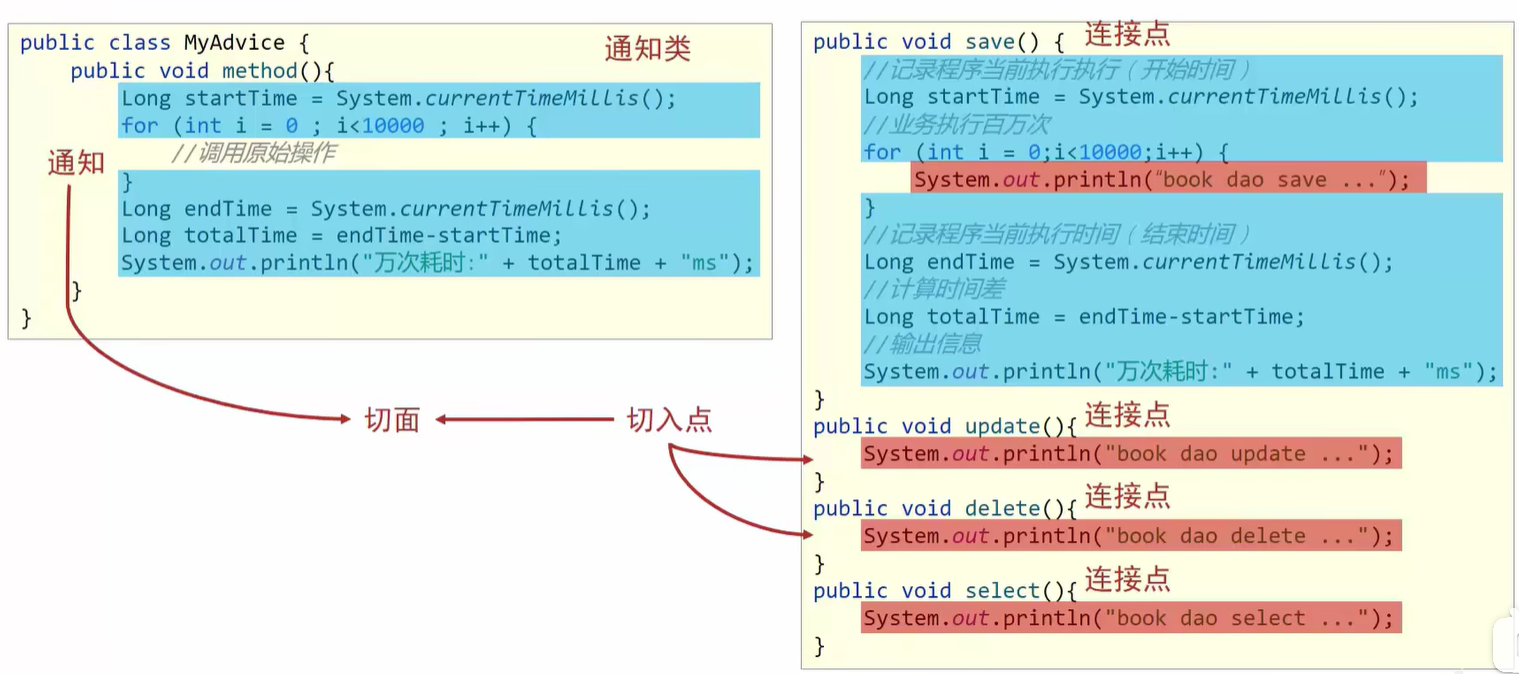 public class MyAdvice {
通知类
public void method(){
Long startTime = System.currentTimeMillis();
for (int i = 0 ; i<10000 ; i++) {
//调用原始操作
通知
}
Long endTime = System.currentTimeMillis();
Long totalTime = endTime-startTime;
System.out.println("万次耗时:" + totalTime + "ms");
}
}
切面
切入点
public void save() {
连接点
//记录程序当前执行执行（开始时间）
Long startTime = System.currentTimeMillis();
//业务执行百万次
for (int i = 0;i<10000;i++) {
System.out.println(“book dao save ...”);
}
//记录程序当前执行时间（结束时间）
Long endTime = System.currentTimeMillis();
//计算时间差
Long totalTime = endTime-startTime;
//输出信息
System.out.println("万次耗时:" + totalTime + "ms");
}
public void update(){
连接点
System.out.println("book dao update ...");
}
public void delete(){
连接点
System.out.println("book dao delete ...");
}
public void select(){
连接点
System.out.println("book dao select ...");
}